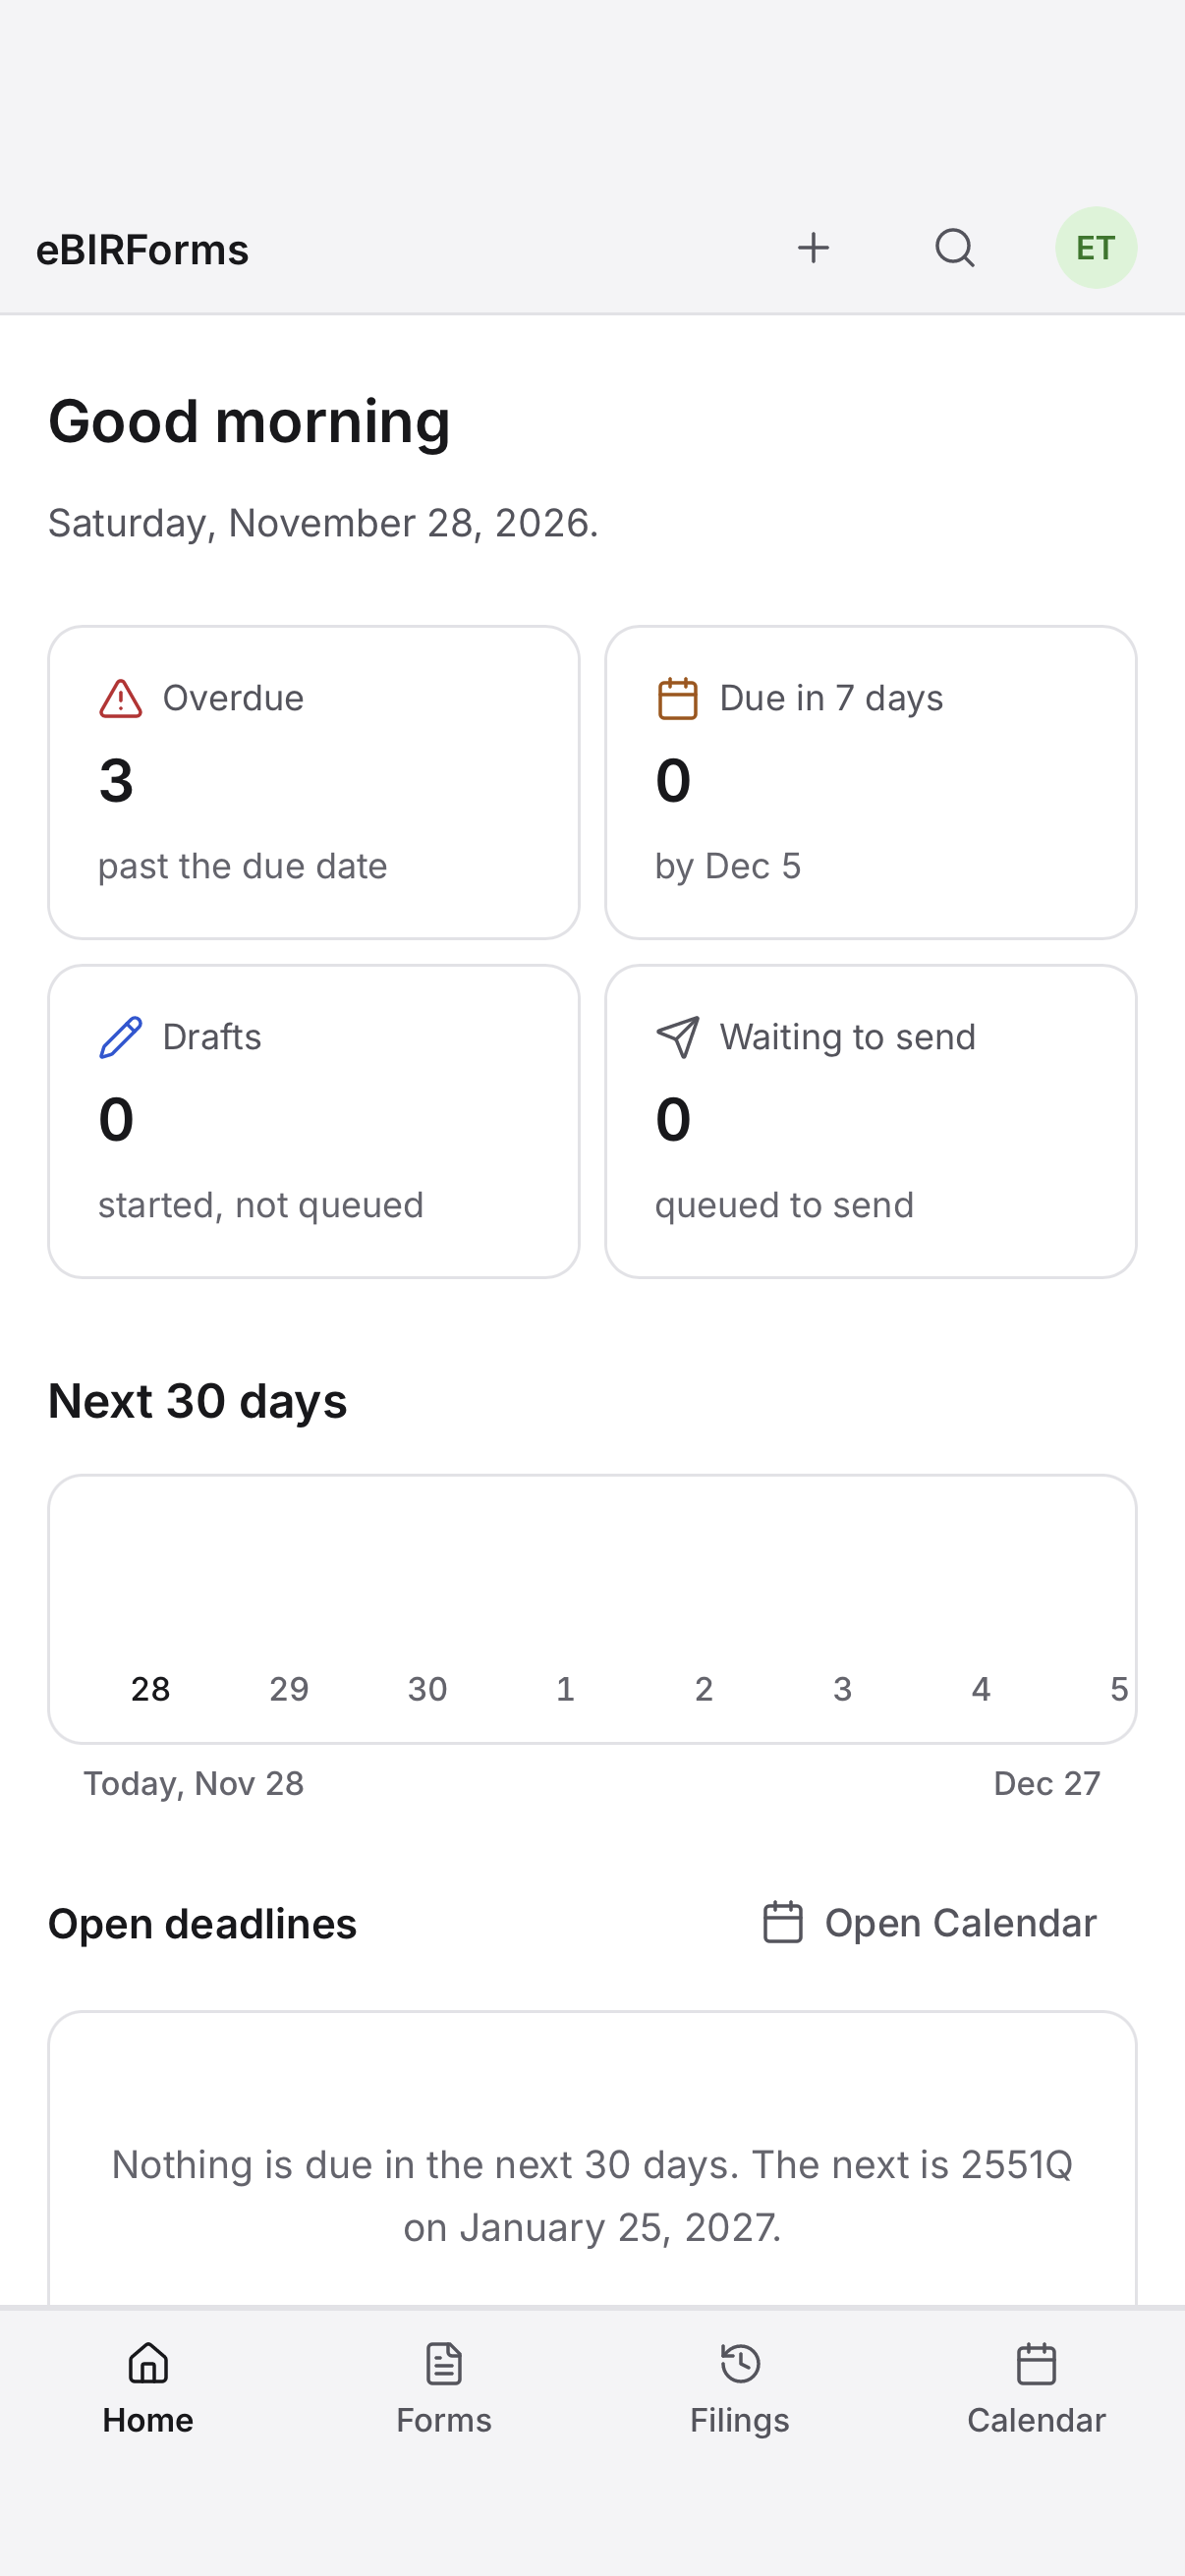 eBIRForms
ET
Good morning
Saturday, November 28, 2026.
Overdue
3
past the due date
Due in 7 days
0
by Dec 5
Drafts
0
started, not queued
Waiting to send
0
queued to send
Next 30 days
28 29 30 1 2 3 4 5
Today, Nov 28 Dec 27
Open deadlines Open Calendar
Nothing is due in the next 30 days. The next is 2551Q
on January 25, 2027.
Home Forms Filings Calendar